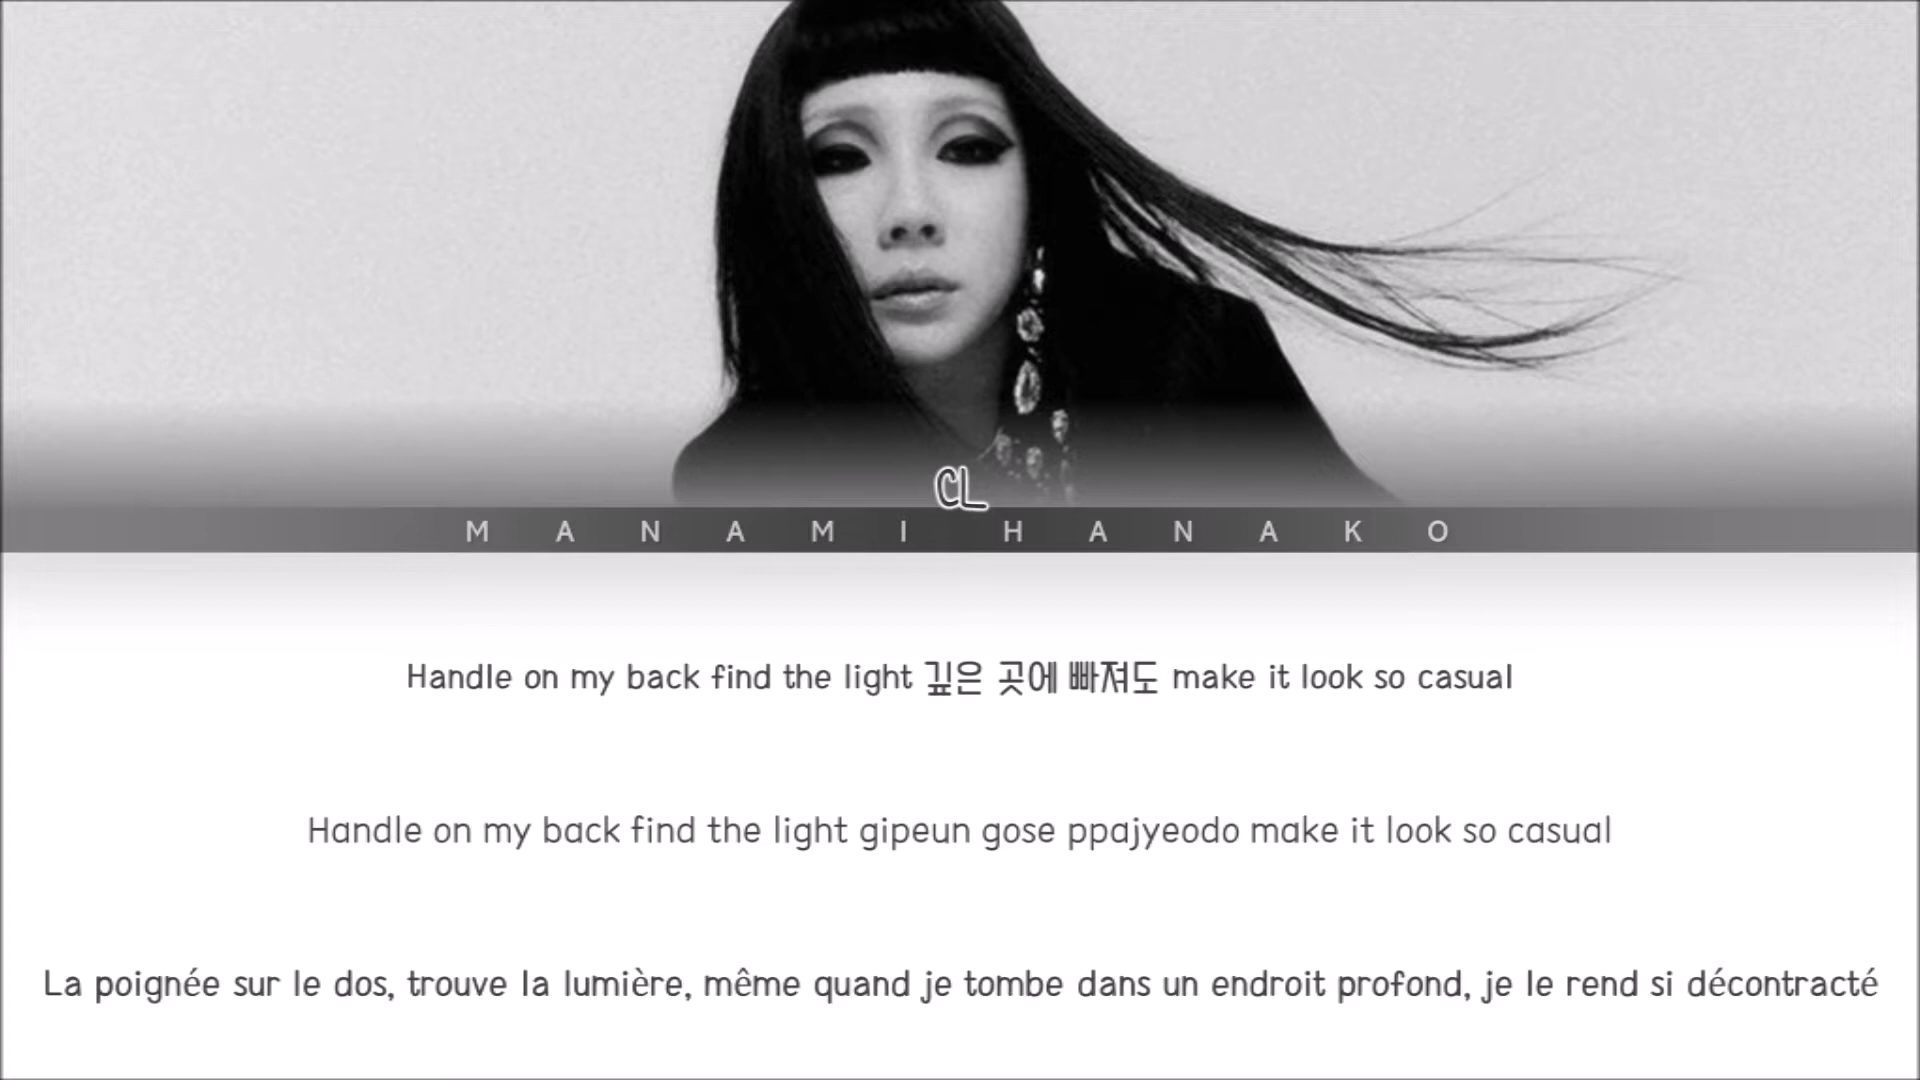 CL
MANAMI HANAKO
Handle on my back find the light 깊은 곳에 빠져도 make it look so casual
Handle on my back find the light gipeun gose ppajyeodo make it look so casual
La poignée sur le dos, trouve la lumière, même quand je tombe dans un endroit profond, je le rend si décontracté